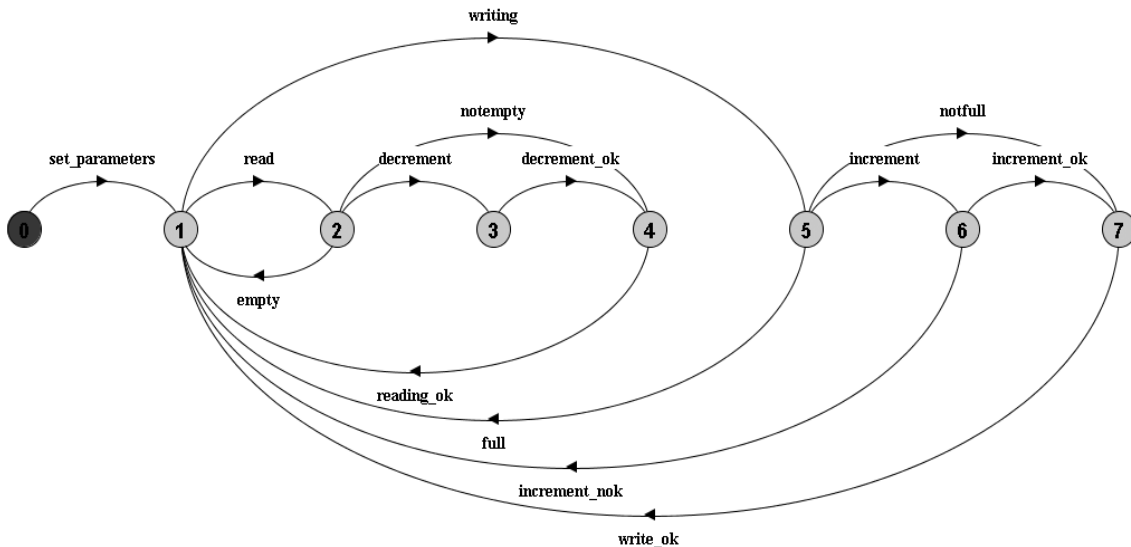 writing
notempty
notfull
set_parameters
read
decrement
decrement_ok
increment
increment_ok
0
1
2
3
4
5
6
7
empty
reading_ok
full
increment_nok
write_ok